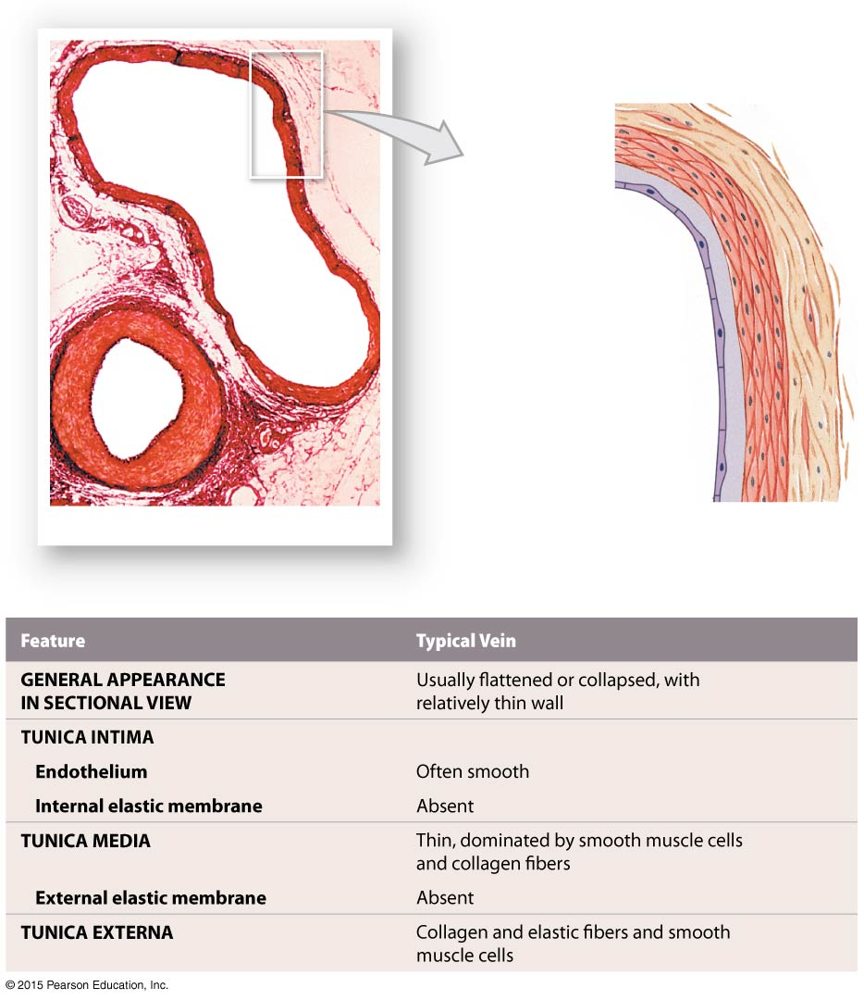 Feature Typical Vein
GENERAL APPEARANCE Usually flattened or collapsed, with
IN SECTIONAL VIEW relatively thin wall
TUNICA INTIMA
Endothelium Often smooth
Internal elastic membrane Absent
TUNICA MEDIA Thin, dominated by smooth muscle cells
and collagen fibers
External elastic membrane Absent
TUNICA EXTERNA Collagen and elastic fibers and smooth
muscle cells
© 2015 Pearson Education, Inc.